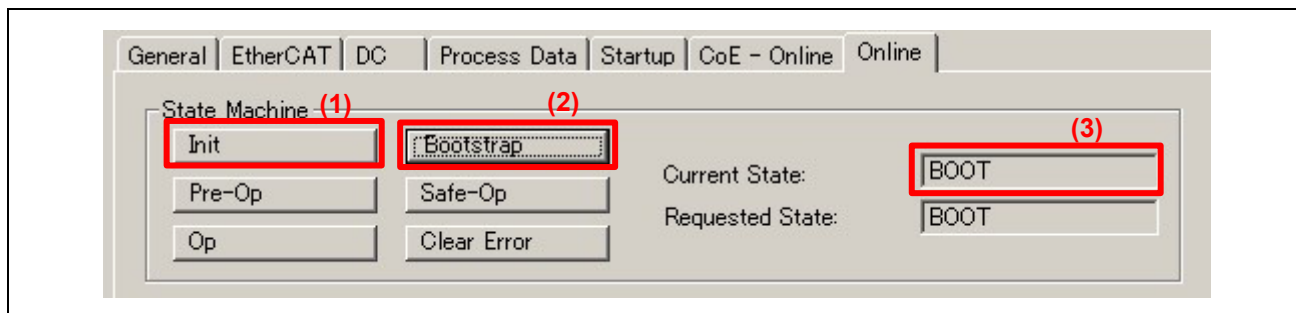 General EtherCAT DC Process Data Startup CoE - Online Online
State Machine (1) (2)
(3)
Init Bootstrap
Current State: BOOT
Pre-Op Safe-Op
Requested State: BOOT
Op Clear Error